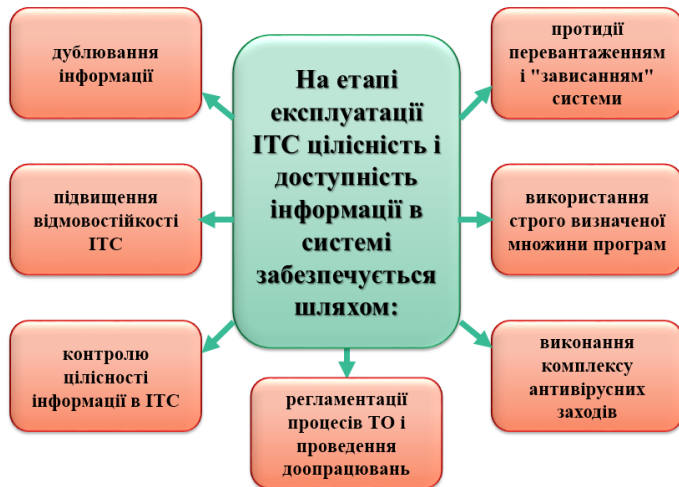 дублювання
інформації
підвищення
відмовостійкості
ІТС
контролю
цілісності
інформації в ІТС
На етапі
експлуатації
ІТС цілісність і
доступність
інформації в
системі
забезпечується
шляхом:
регламентації
процесів ТО і
проведення
доопрацювань
протидії
перевантаженням
і "зависанням"
системи
використання
строго визначеної
множини програм
виконання
комплексу
антивірусних
заходів